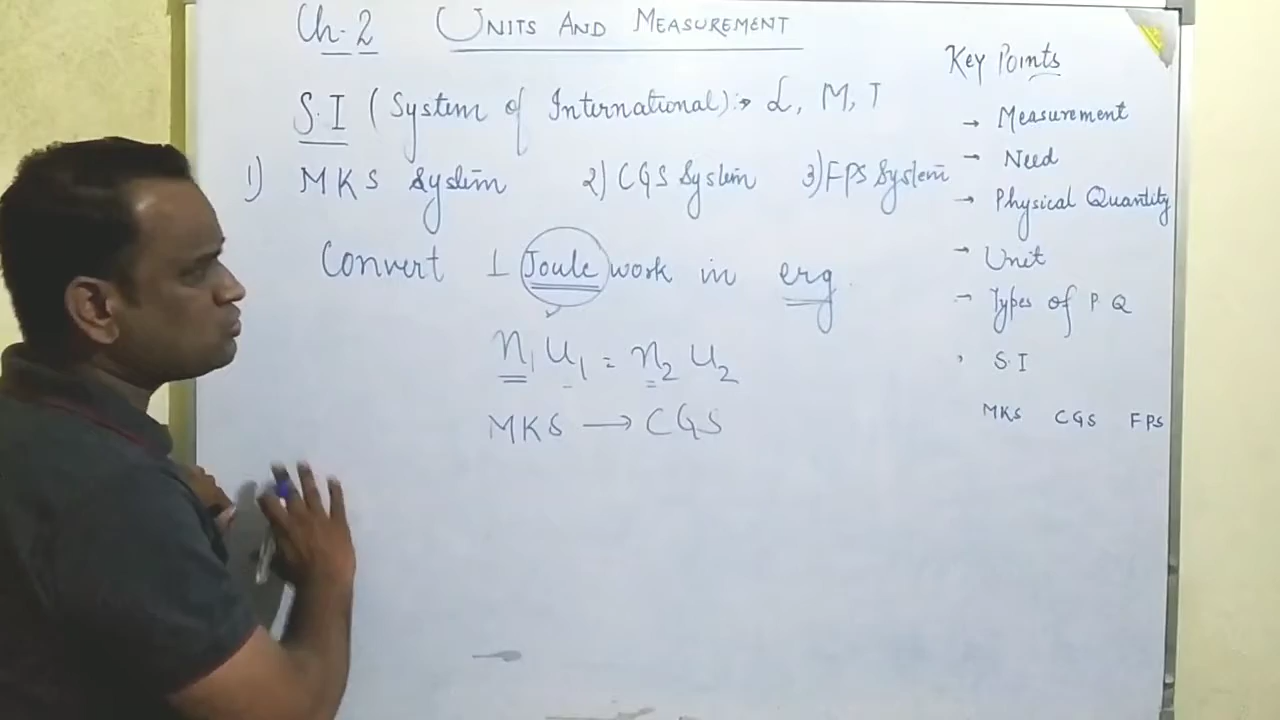 Ch-2 UNITS AND MEASUREMENT
S.I (System of International):→ L, M, T
1) MKS System 2) CGS System 3) FPS System
Convert 1 Joule work in erg.
n₁ u₁ = n₂ u₂
MKS → CGS
Key Points
→ Measurement
→ Need
→ Physical Quantity
→ Unit
→ Types of P Q
S.I
MKS CGS FPS